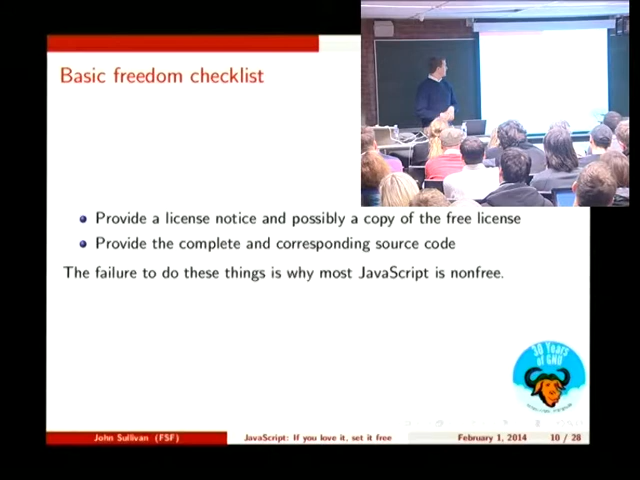 Basic freedom checklist
Provide a license notice and possibly a copy of the free license
Provide the complete and corresponding source code
The failure to do these things is why most JavaScript is nonfree.
30 Years
of GNU
John Sullivan (FSF)
JavaScript: If you love it, set it free
February 1, 2014
10 / 28